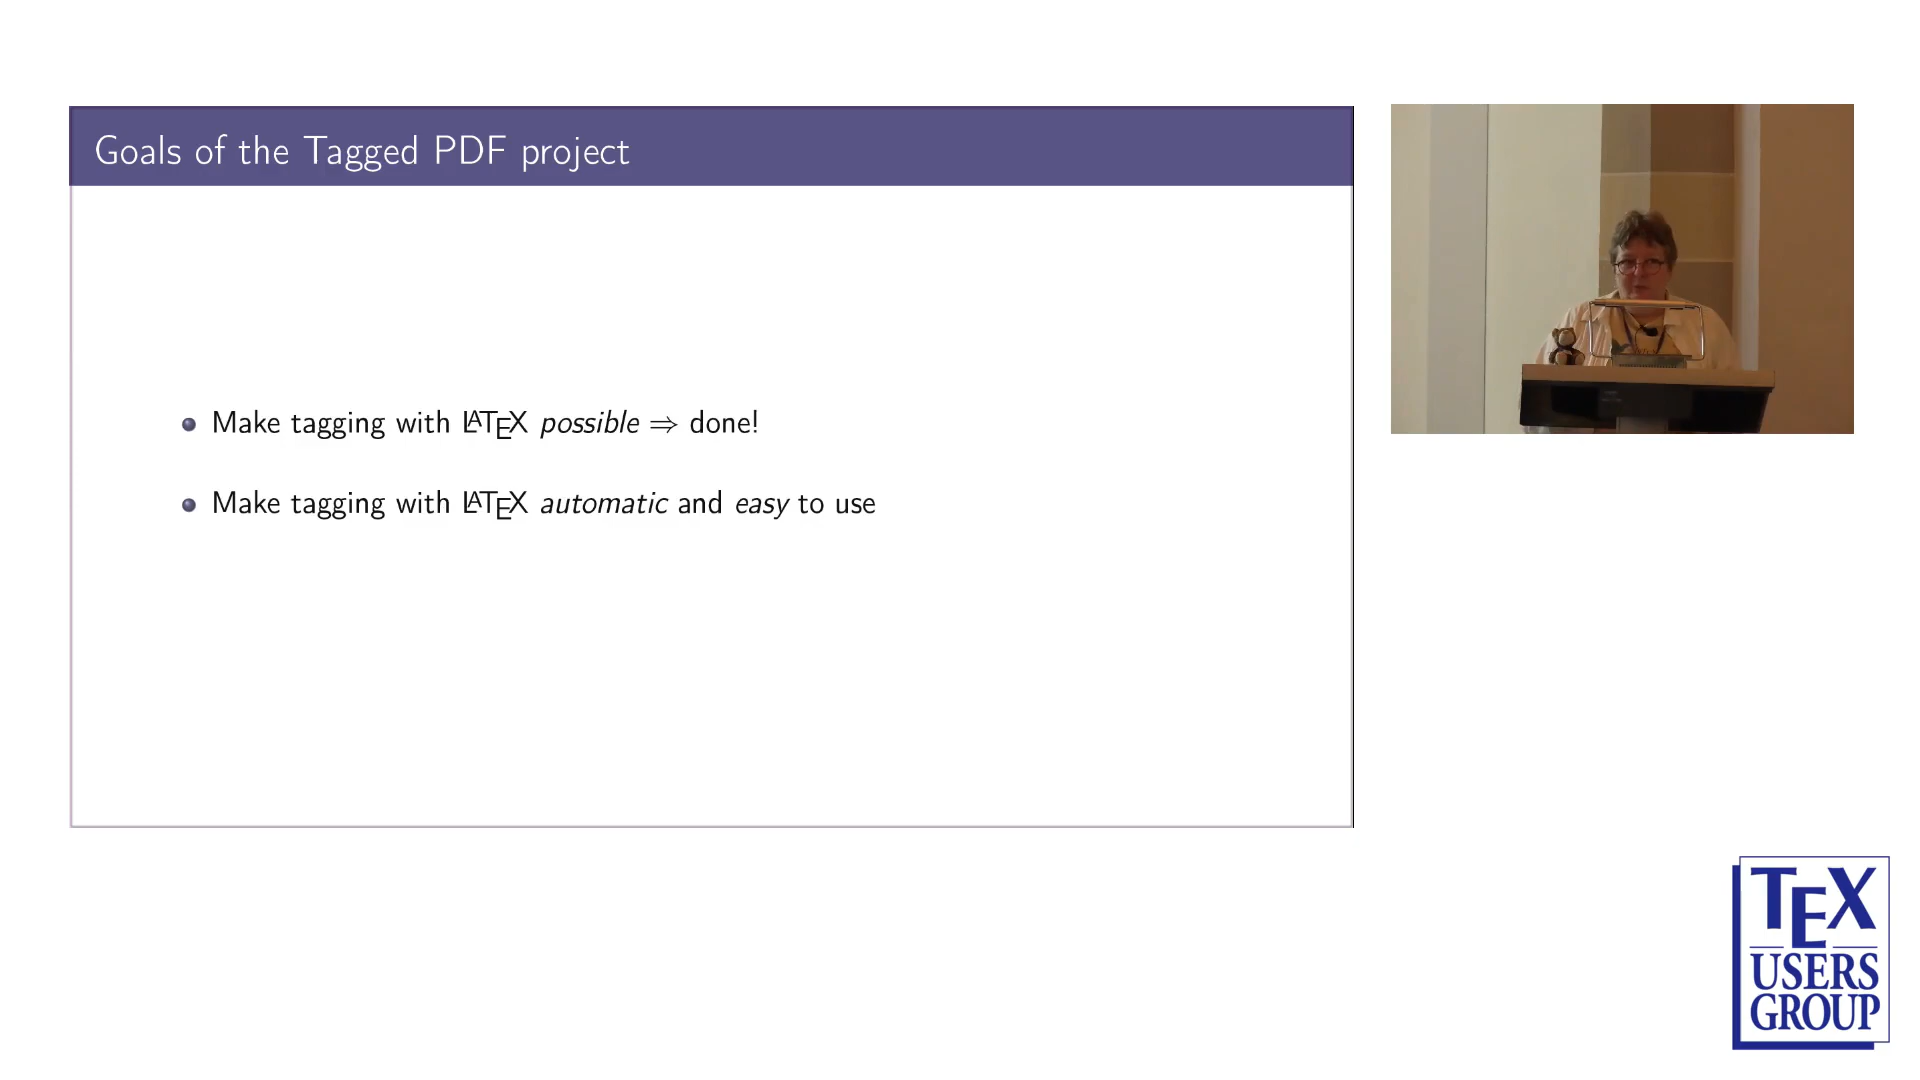 Goals of the Tagged PDF project
• Make tagging with LATEX possible ⇒ done!
• Make tagging with LATEX automatic and easy to use
TEX
USERS
GROUP